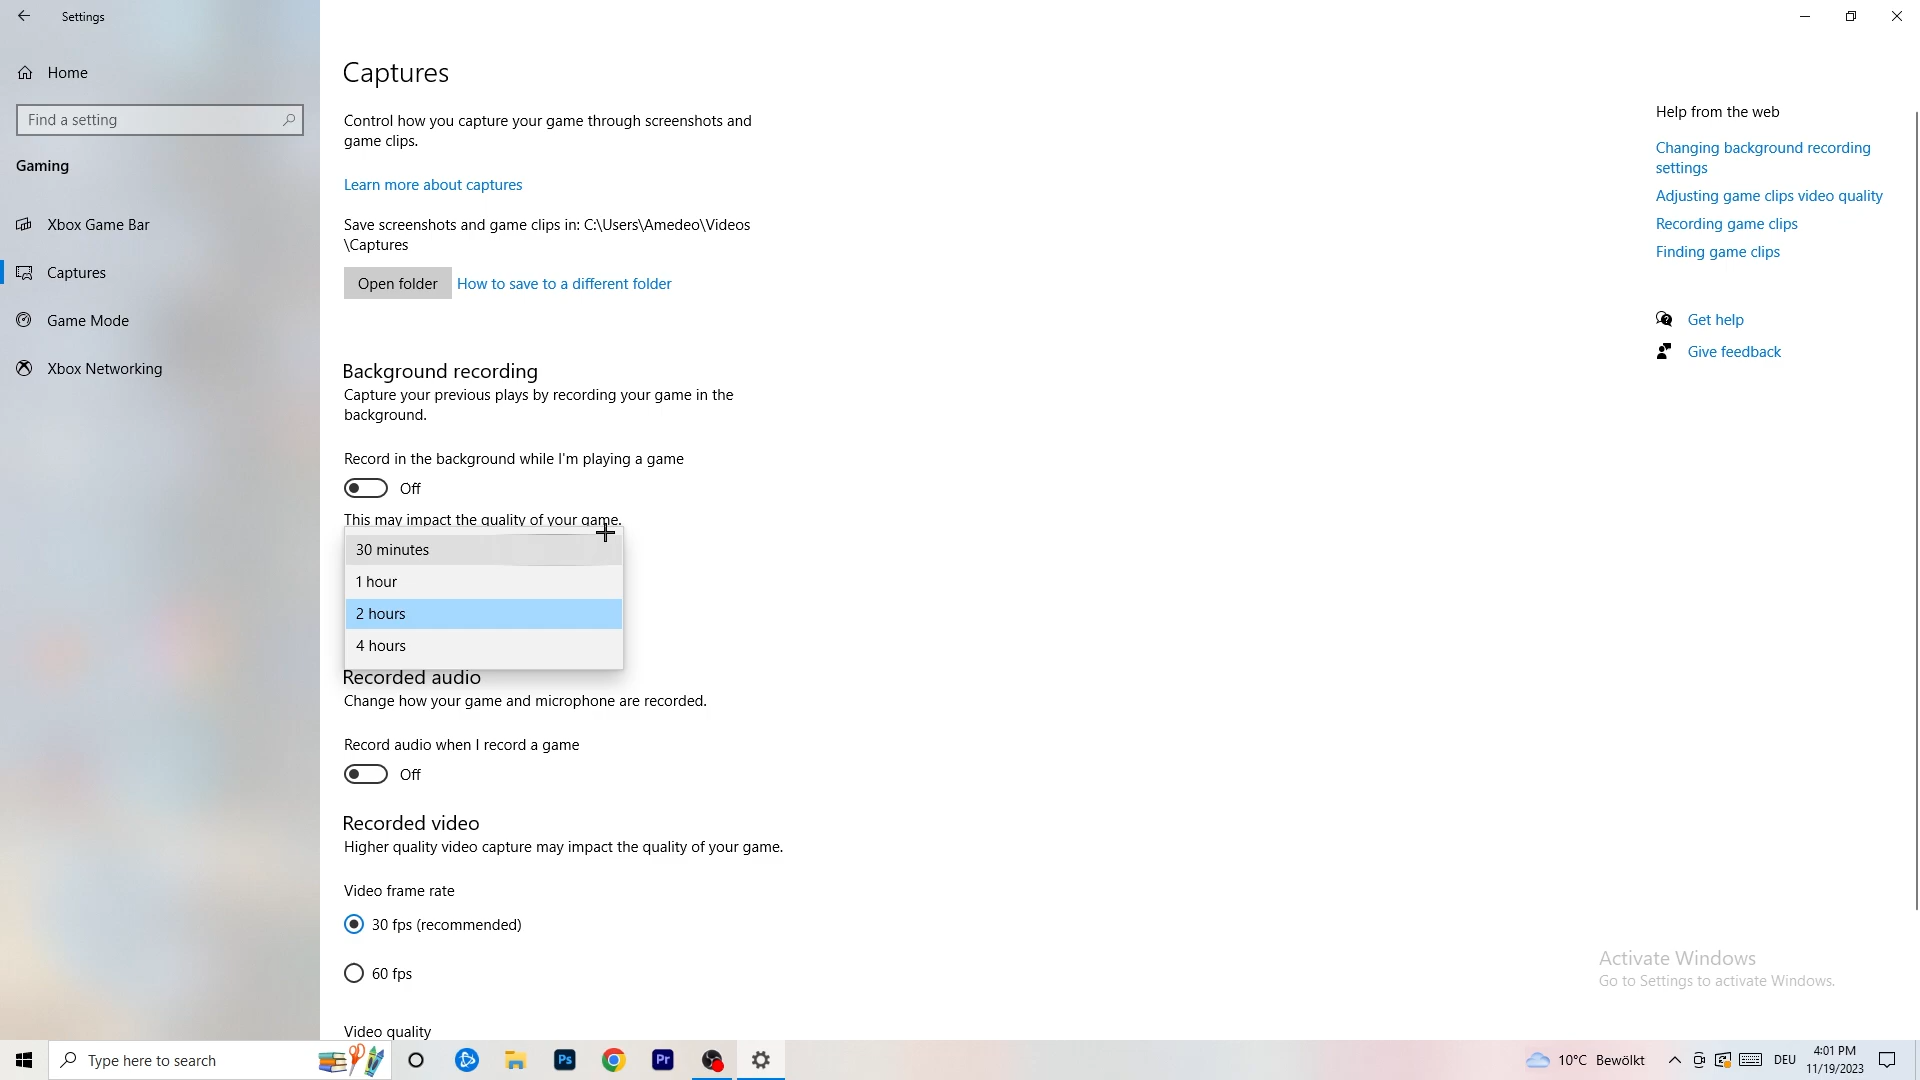 Settings
Home
Find a setting
Gaming
Xbox Game Bar
Captures
Game Mode
Xbox Networking
Captures
Control how you capture your game through screenshots and
game clips.
Learn more about captures
Save screenshots and game clips in: C:\Users\Amedeo\Videos
\Captures
Open folder
How to save to a different folder
Background recording
Capture your previous plays by recording your game in the
background.
Record in the background while I'm playing a game
Off
This may impact the quality of your game.
30 minutes
1 hour
2 hours
4 hours
Recorded audio
Change how your game and microphone are recorded.
Record audio when I record a game
Off
Recorded video
Higher quality video capture may impact the quality of your game.
Video frame rate
30 fps (recommended)
60 fps
Video quality
Help from the web
Changing background recording
settings
Adjusting game clips video quality
Recording game clips
Finding game clips
Get help
Give feedback
Activate Windows
Go to Settings to activate Windows.
Type here to search
Ps
Pr
10°C Bewölkt
DEU
4:01 PM
11/19/2023